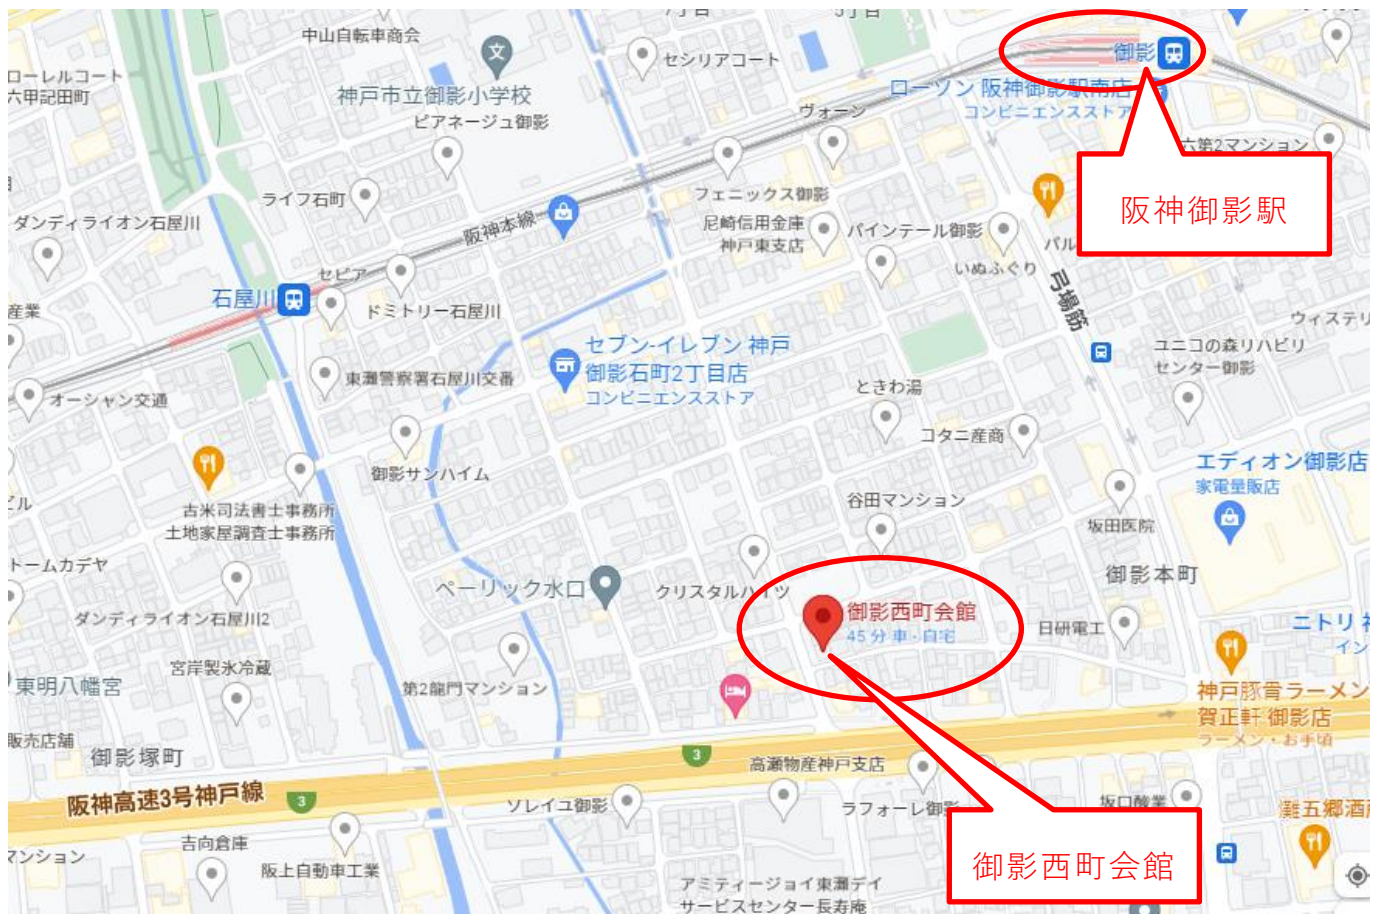 中山自転車商会
セシリアコート
御影
ローレルコート
六甲記田町
神戸市立御影小学校
ピアネージュ御影
ローソン 阪神御影駅南店
コンビニエンスストア
ヴォーン
六第2マンション
阪神御影駅
ライフ石町
フェニックス御影
ダンディライオン石屋川
阪神本線
尼崎信用金庫
神戸東支店
パインテール御影
いぬふぐり
弓場筋
セピア
石屋川
ドミトリー石屋川
産業
ウィステリ
ユニコの森リハビリ
センター御影
セブン-イレブン 神戸
御影石町2丁目店
コンビニエンスストア
東灘警察署石屋川交番
ときわ湯
オーシャン交通
コタニ産商
御影サンハイム
エディオン御影店
家電量販店
古米司法書士事務所
土地家屋調査士事務所
谷田マンション
坂田医院
トームカデヤ
ペーリック水口
クリスタルハイツ
御影本町
ダンディライオン石屋川2
御影西町会館
45 分 車 - 自宅
日研電工
ニトリ
イン
宮岸製氷冷蔵
東明八幡宮
第2龍門マンション
神戸豚骨ラーメン
賀正軒 御影店
ラーメン・お手頃
販売店舗
御影塚町
3
高瀬物産神戸支店
阪神高速3号神戸線
3
ソレイユ御影
ラフォーレ御影
坂口酸業
灘五郷酒
御影西町会館
吉向倉庫
マンション
阪上自動車工業
アミティージョイ東灘デイ
サービスセンター長寿庵